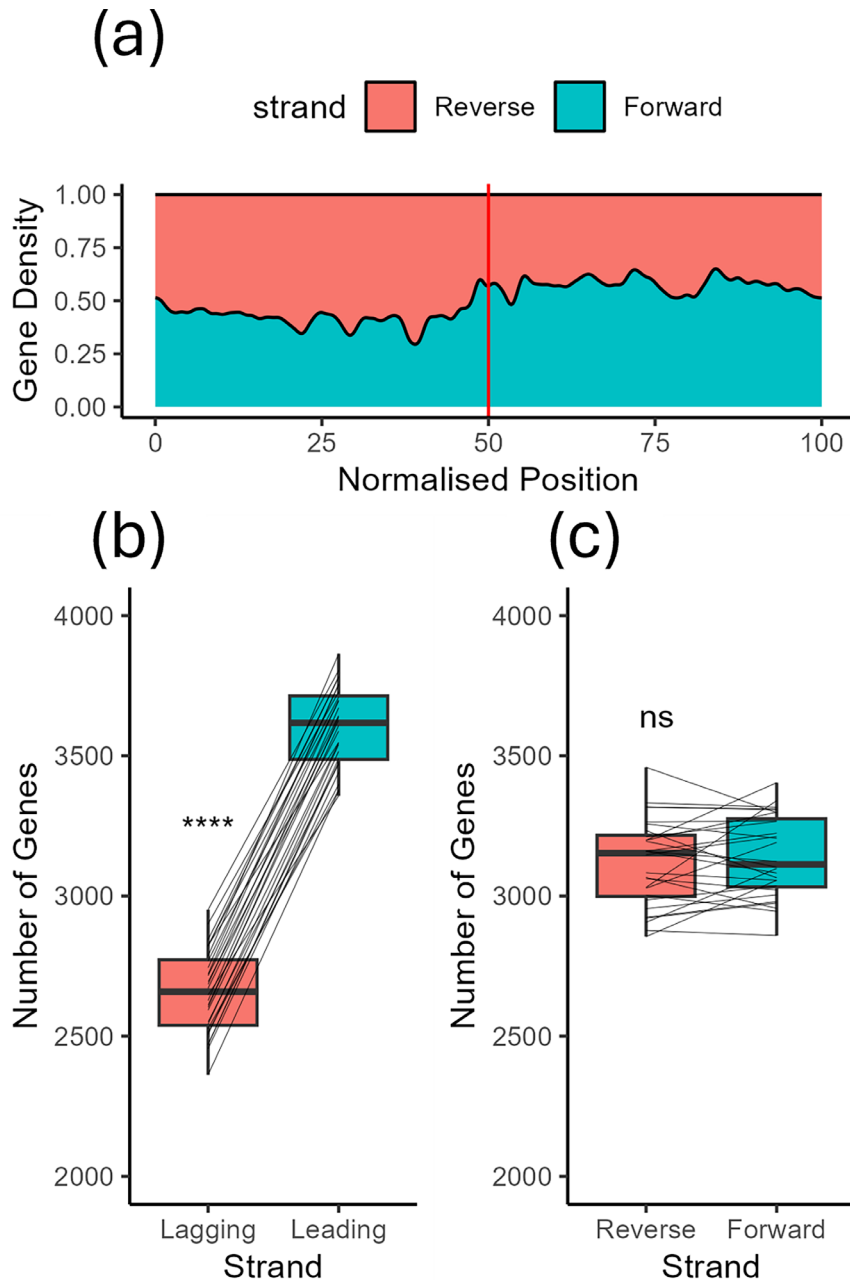 (a)
strand Reverse Forward
Gene Density
1.00
0.75
0.50
0.25
0.00
0 25 50 75 100
Normalised Position
(b)
Number of Genes
4000
3500
3000
2500
2000
****
Lagging Leading
Strand
(c)
Number of Genes
4000
3500
3000
2500
2000
ns
Reverse Forward
Strand